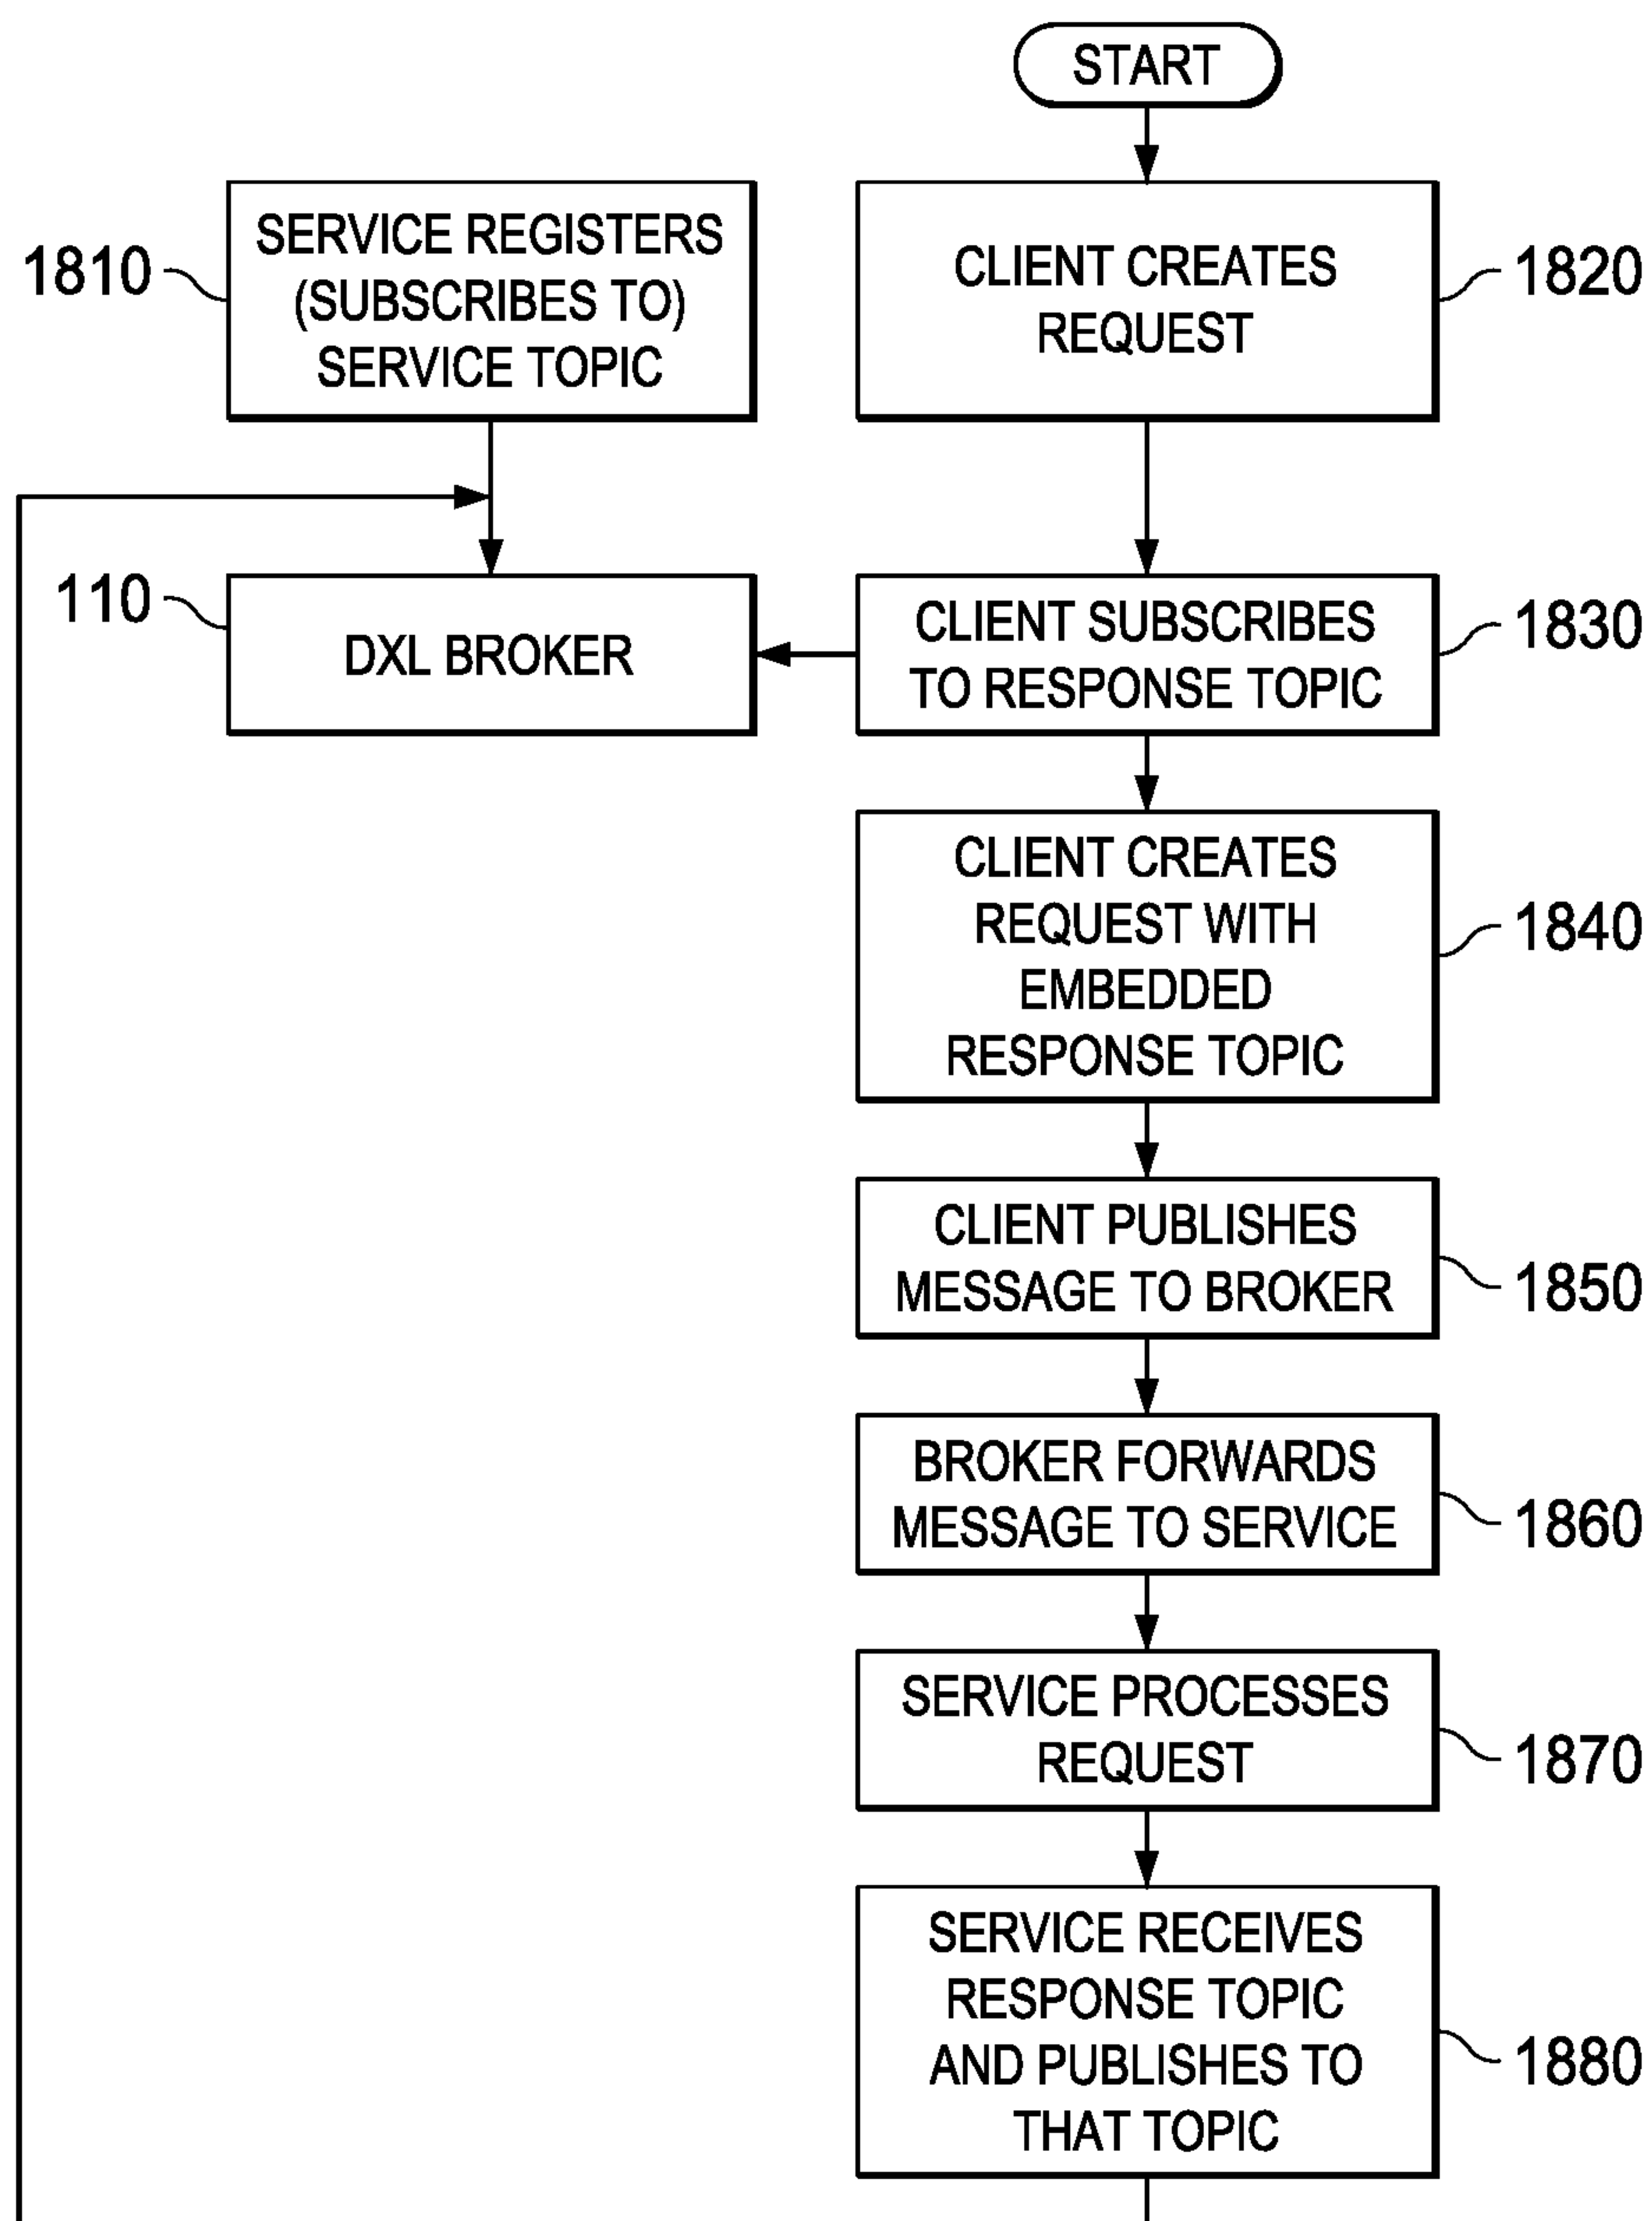 START
SERVICE REGISTERS
(SUBSCRIBES TO)
SERVICE TOPIC
1810
CLIENT CREATES
REQUEST
1820
110
DXL BROKER
CLIENT SUBSCRIBES
TO RESPONSE TOPIC
1830
CLIENT CREATES
REQUEST WITH
EMBEDDED
RESPONSE TOPIC
1840
CLIENT PUBLISHES
MESSAGE TO BROKER
1850
BROKER FORWARDS
MESSAGE TO SERVICE
1860
SERVICE PROCESSES
REQUEST
1870
SERVICE RECEIVES
RESPONSE TOPIC
AND PUBLISHES TO
THAT TOPIC
1880